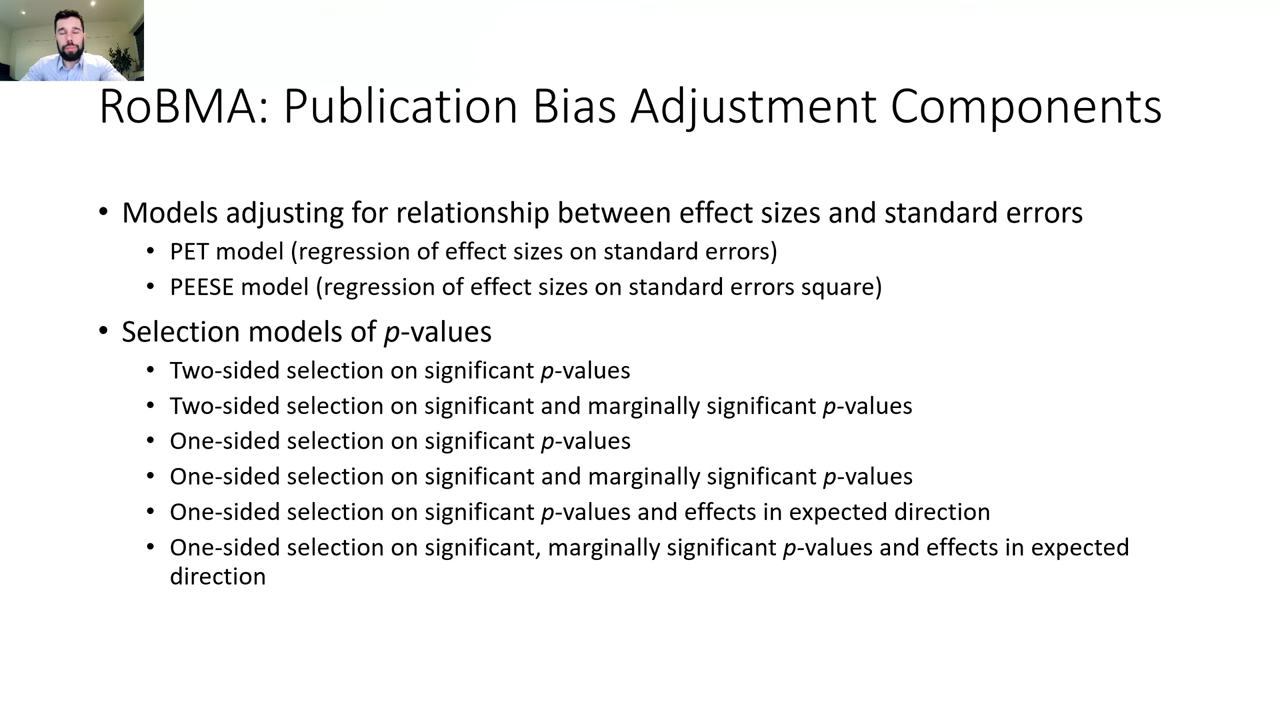 RoBMA: Publication Bias Adjustment Components
• Models adjusting for relationship between effect sizes and standard errors
• PET model (regression of effect sizes on standard errors)
• PEESE model (regression of effect sizes on standard errors square)
• Selection models of p-values
• Two-sided selection on significant p-values
• Two-sided selection on significant and marginally significant p-values
• One-sided selection on significant p-values
• One-sided selection on significant and marginally significant p-values
• One-sided selection on significant p-values and effects in expected direction
• One-sided selection on significant, marginally significant p-values and effects in expected
direction